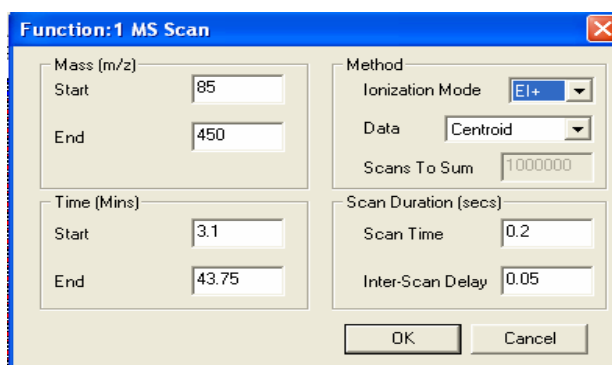 Function:1 MS Scan
Mass (m/z)
Start 85
End 450
Method
Ionization Mode EI+
Data Centroid
Scans To Sum 1000000
Time (Mins)
Start 3.1
End 43.75
Scan Duration (secs)
Scan Time 0.2
Inter-Scan Delay 0.05
OK Cancel